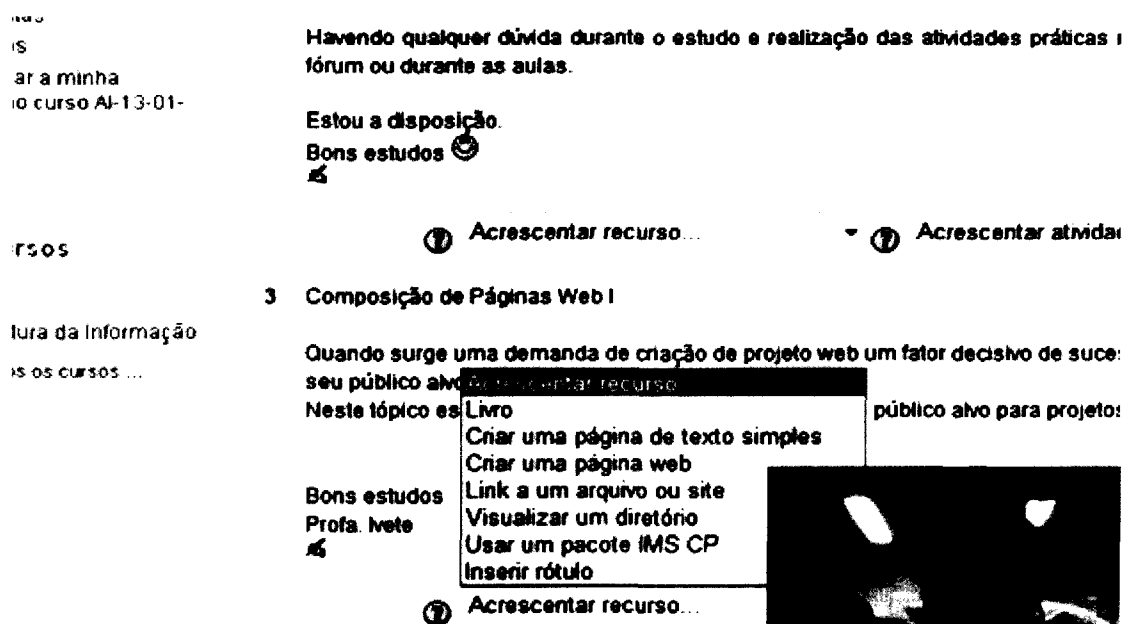 ar a minha
o curso AI-13-01-
rsos
ura da Informação
os cursos ...
Havendo qualquer dúvida durante o estudo e realização das atividades práticas
fórum ou durante as aulas.
Estou a disposição.
Bons estudos
Acrescentar recurso...
Acrescentar ativida
3 Composição de Páginas Web I
Quando surge uma demanda de criação de projeto web um fator decisivo de suce
seu público alvo
Neste tópico es
público alvo para projetos
Acrescentar recurso...
Livro
Criar uma página de texto simples
Criar uma página web
Link a um arquivo ou site
Visualizar um diretório
Usar um pacote IMS CP
Inserir rótulo
Bons estudos
Profa. Ivete
Acrescentar recurso...